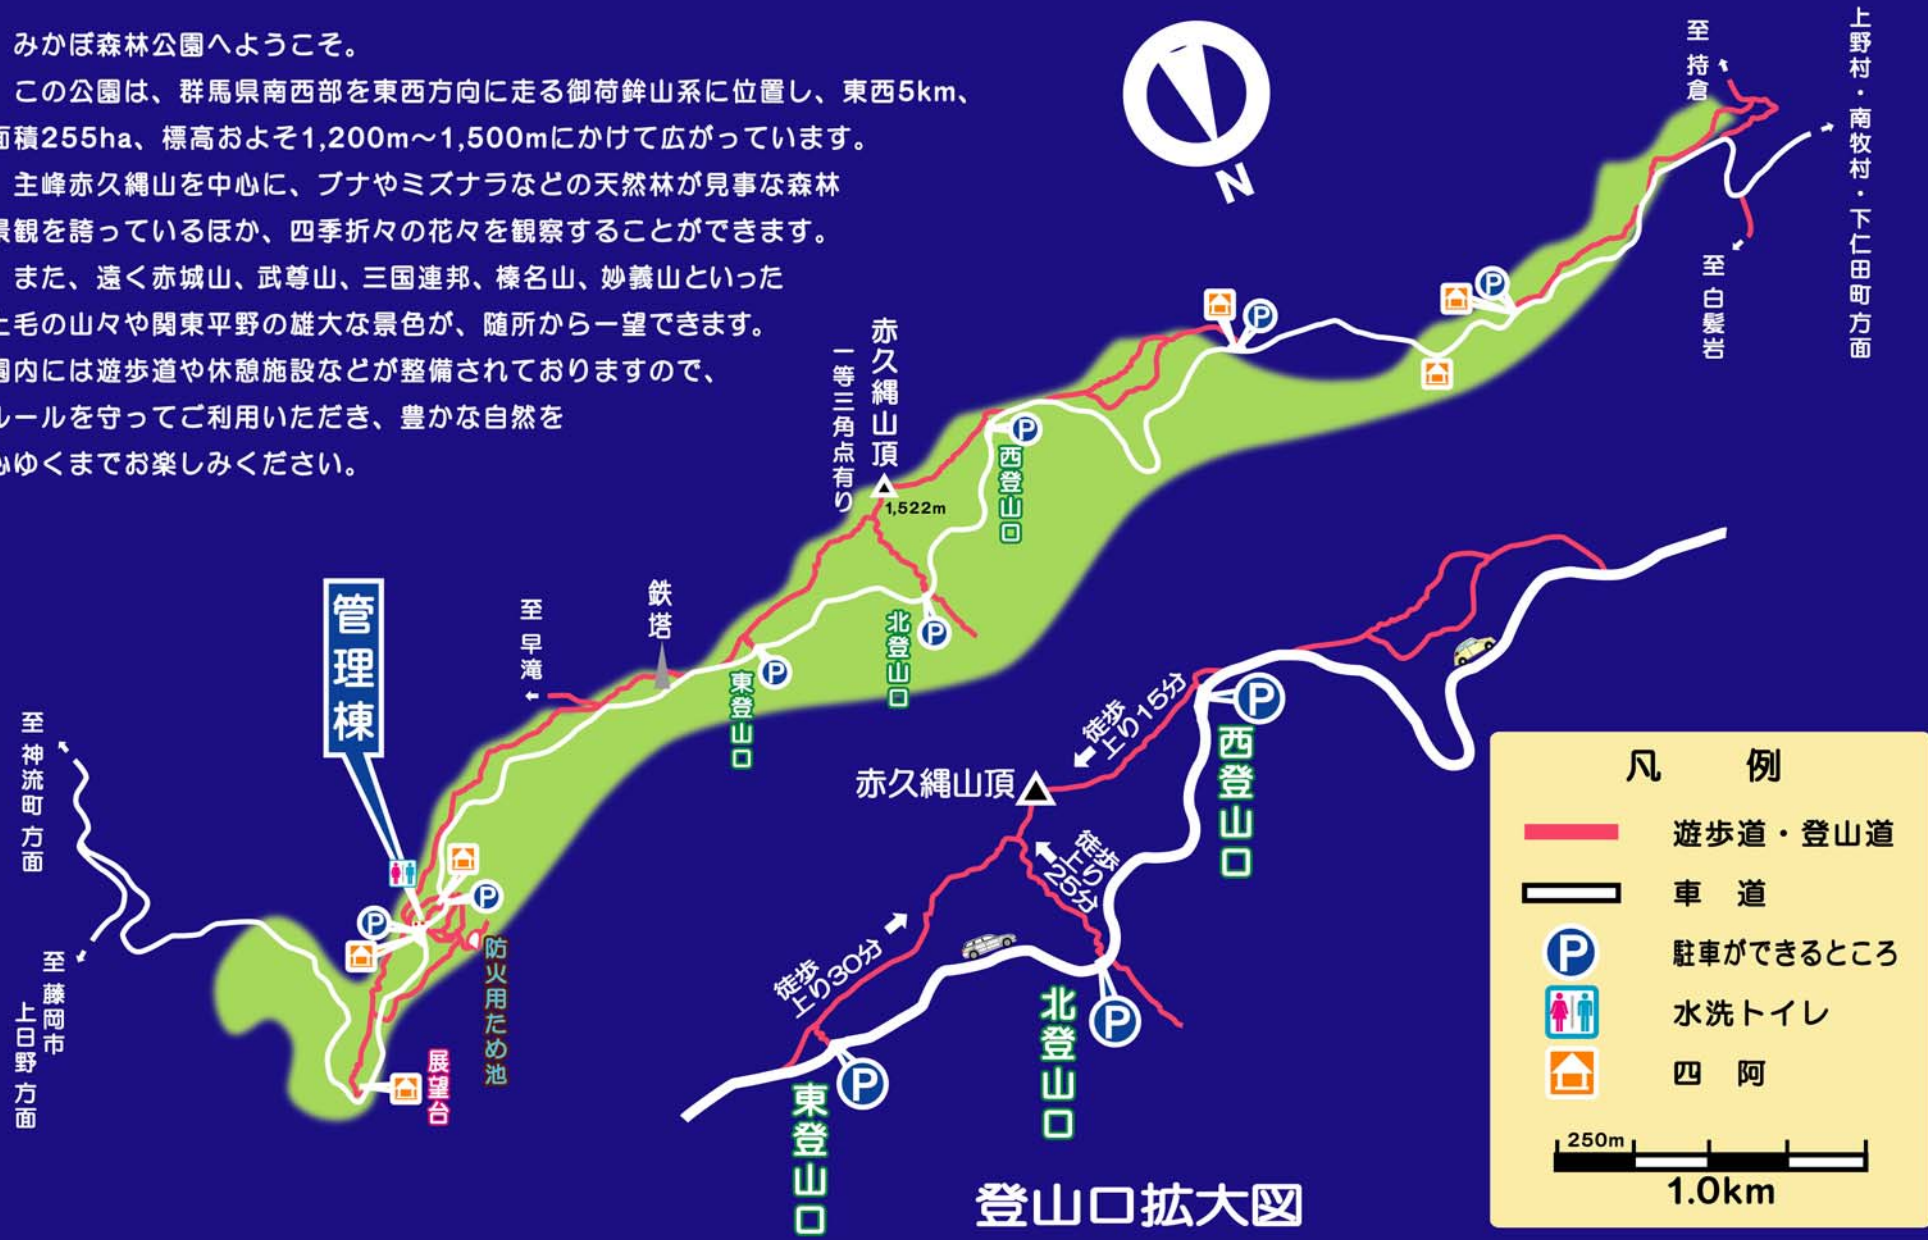 みかぼ森林公園へようこそ。
この公園は、群馬県南西部を東西方向に走る御荷鉾山系に位置し、東西5km、
面積255ha、標高およそ1,200m～1,500mにかけて広がっています。
主峰赤久縄山を中心に、ブナやミズナラなどの天然林が見事な森林
景観を誇っているほか、四季折々の花々を観察することができます。
また、遠く赤城山、武尊山、三国連邦、榛名山、妙義山といった
上毛の山々や関東平野の雄大な景色が、随所から一望できます。
園内には遊歩道や休憩施設などが整備されておりますので、
ルールを守ってご利用いただき、豊かな自然を
心ゆくまでお楽しみください。
N
至 持倉
上野村・南牧村・下仁田町方面
至 白髪岩
P
P
赤久縄山頂
一等三角点有り
1,522m
P
西登山口
P
北登山口
P
東登山口
鉄塔
至 早滝
管理棟
P
P
防火用ため池
展望台
至 神流町 方面
至 藤岡市
上日野 方面
徒歩
上り15分
P
西登山口
赤久縄山頂
徒歩
上り
25分
徒歩
上り30分
P
北登山口
P
東登山口
登山口拡大図
凡 例
遊歩道・登山道
車 道
P 駐車ができるところ
水洗トイレ
四 阿
250m
1.0km